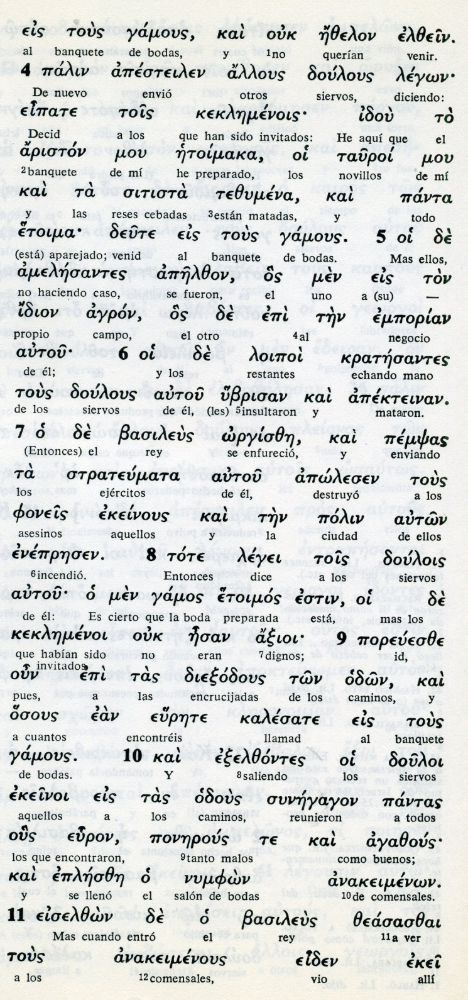 εἰς τοὺς γάμους, καὶ οὐκ ἤθελον ἐλθεῖν.
al banquete de bodas, y 1no querían venir.
4 πάλιν ἀπέστειλεν ἄλλους δούλους λέγων·
De nuevo envió otros siervos, diciendo:
εἴπατε τοῖς κεκλημένοις· ἰδοὺ τὸ
Decid a los que han sido invitados: He aquí que el
ἄριστόν μου ἡτοίμακα, οἱ ταῦροί μου
2banquete de mí he preparado, los novillos de mí
καὶ τὰ σιτιστὰ τεθυμένα, καὶ πάντα
y las reses cebadas 3están matadas, y todo
ἕτοιμα· δεῦτε εἰς τοὺς γάμους. 5 οἱ δὲ
(está) aparejado; venid al banquete de bodas. Mas ellos,
ἀμελήσαντες ἀπῆλθον, ὃς μὲν εἰς τὸν
no haciendo caso, se fueron, el uno a (su) —
ἴδιον ἀγρόν, ὃς δὲ ἐπὶ τὴν ἐμπορίαν
propio campo, el otro 4al negocio
αὐτοῦ· 6 οἱ δὲ λοιποὶ κρατήσαντες
de él; y los restantes echando mano
τοὺς δούλους αὐτοῦ ὕβρισαν καὶ ἀπέκτειναν.
de los siervos de él, (les) 5insultaron y mataron.
7 ὁ δὲ βασιλεὺς ὠργίσθη, καὶ πέμψας
(Entonces) el rey se enfureció, y enviando
τὰ στρατεύματα αὐτοῦ ἀπώλεσεν τοὺς
los ejércitos de él, destruyó a los
φονεῖς ἐκείνους καὶ τὴν πόλιν αὐτῶν
asesinos aquellos y la ciudad de ellos
ἐνέπρησεν. 8 τότε λέγει τοῖς δούλοις
6incendió. Entonces dice a los siervos
αὐτοῦ· ὁ μὲν γάμος ἕτοιμός ἐστιν, οἱ δὲ
de él: Es cierto que la boda preparada está, mas los
κεκλημένοι οὐκ ἦσαν ἄξιοι· 9 πορεύεσθε
que habían sido invitados no eran 7dignos; id,
οὖν ἐπὶ τὰς διεξόδους τῶν ὁδῶν, καὶ
pues, a las encrucijadas de los caminos, y
ὅσους ἐὰν εὕρητε καλέσατε εἰς τοὺς
a cuantos encontréis llamad al banquete
γάμους. 10 καὶ ἐξελθόντες οἱ δοῦλοι
de bodas. Y 8saliendo los siervos
ἐκεῖνοι εἰς τὰς ὁδοὺς συνήγαγον πάντας
aquellos a los caminos, reunieron a todos
οὓς εὗρον, πονηρούς τε καὶ ἀγαθούς·
los que encontraron, 9tanto malos como buenos;
καὶ ἐπλήσθη ὁ νυμφὼν ἀνακειμένων.
y se llenó el salón de bodas 10de comensales.
11 εἰσελθὼν δὲ ὁ βασιλεὺς θεάσασθαι
Mas cuando entró el rey 11a ver
τοὺς ἀνακειμένους εἶδεν ἐκεῖ
a los 12comensales, vio allí